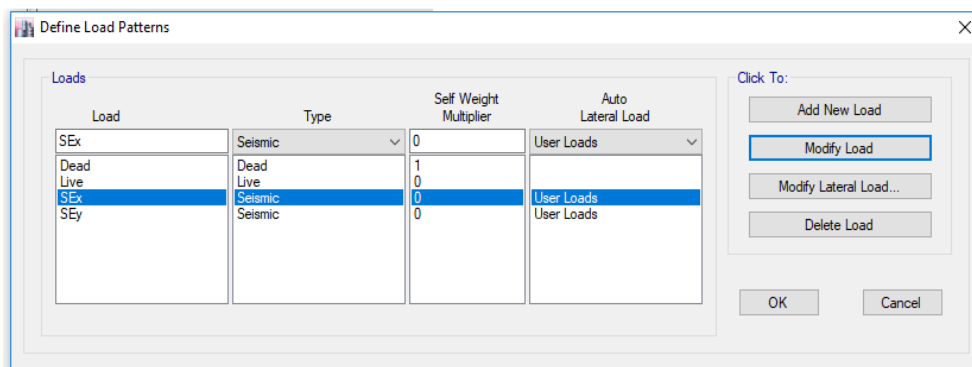 Define Load Patterns
Loads
Click To:
Load
Type
Self Weight
Multiplier
Auto
Lateral Load
SEx
Seismic
0
User Loads
Dead
Dead
1
Live
Live
0
SEx
Seismic
0
User Loads
SEy
Seismic
0
User Loads
Add New Load
Modify Load
Modify Lateral Load...
Delete Load
OK
Cancel